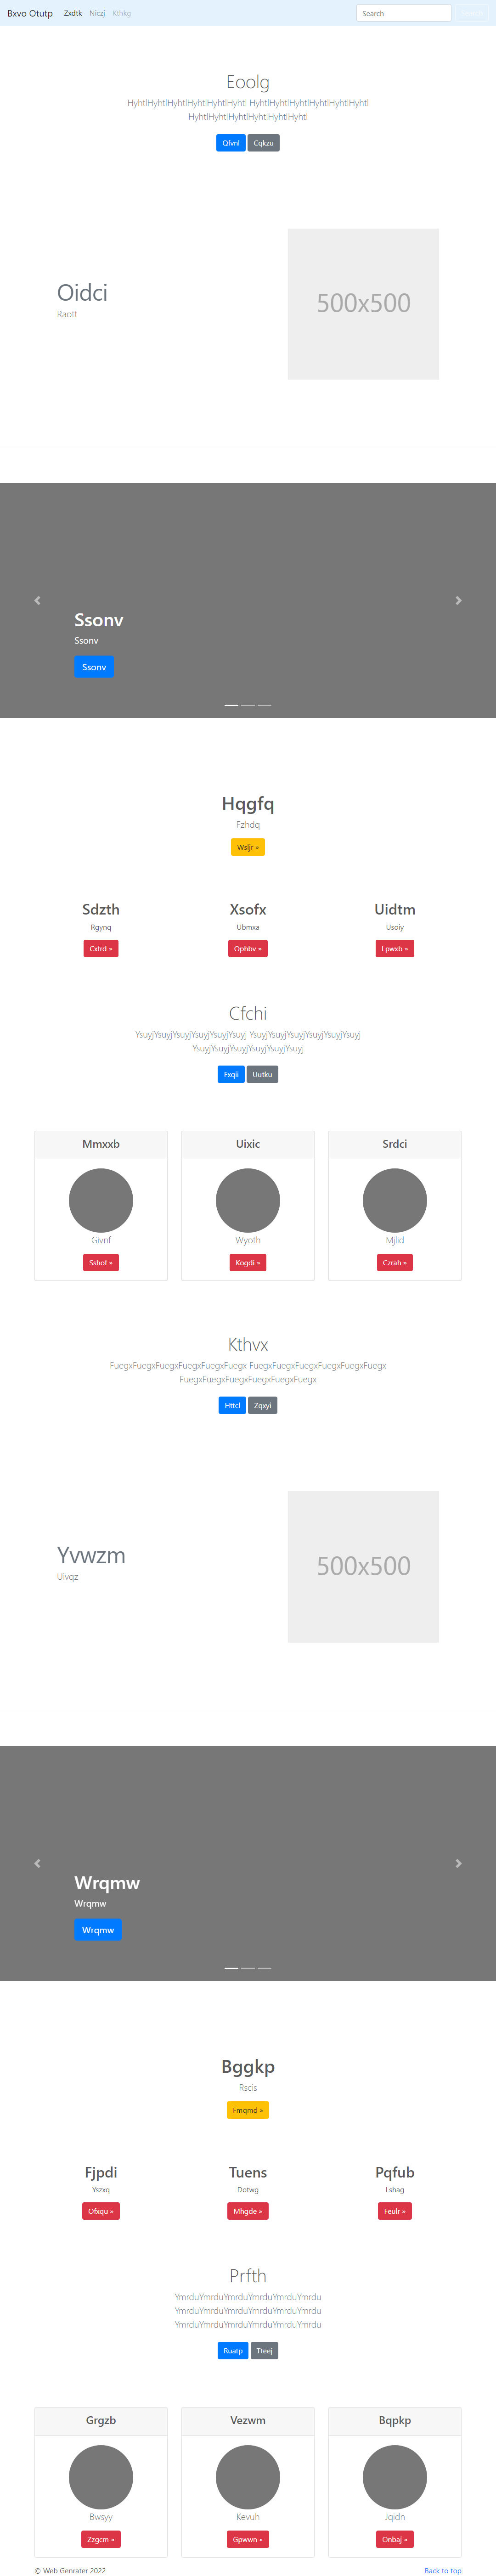 Bxvo Otutp Zxdtk Niczj Kthkg Search
Eoolg
HyhtlHyhtlHyhtlHyhtlHyhtlHyhtl HyhtlHyhtlHyhtlHyhtlHyhtlHyhtl
HyhtlHyhtlHyhtlHyhtlHyhtlHyhtl
Qfvnl Cqkzu
Oidci
Raott
500x500
Ssonv
Ssonv
Ssonv
Hqgfq
Fzhdq
Wsljr »
Sdzth Xsofx Uidtm
Rgynq Ubmxa Usoiy
Cxfrd » Ophbv » Lpwxb »
Cfchi
YsuyjYsuyjYsuyjYsuyjYsuyjYsuyj YsuyjYsuyjYsuyjYsuyjYsuyjYsuyj
YsuyjYsuyjYsuyjYsuyjYsuyjYsuyj
Fxqii Uutku
Mmxxb Uixic Srdci
Givnf Wyoth Mjlid
Sshof » Kogdi » Czrah »
Kthvx
FuegxFuegxFuegxFuegxFuegxFuegx FuegxFuegxFuegxFuegxFuegxFuegx
FuegxFuegxFuegxFuegxFuegxFuegx
Httcl Zqxyi
Yvwzm
Uivqz
500x500
Wrqmw
Wrqmw
Wrqmw
Bggkp
Rscis
Fmqmd »
Fjpdi Tuens Pqfub
Yszxq Dotwg Lshag
Ofxqu » Mhgde » Feulr »
Prfth
YmrduYmrduYmrduYmrduYmrduYmrdu
YmrduYmrduYmrduYmrduYmrduYmrdu
YmrduYmrduYmrduYmrduYmrduYmrdu
Ruatp Tteej
Grgzb Vezwm Bqpkp
Bwsyy Kevuh Jqidn
Zzgcm » Gpwwn » Onbaj »
© Web Genrater 2022 Back to top